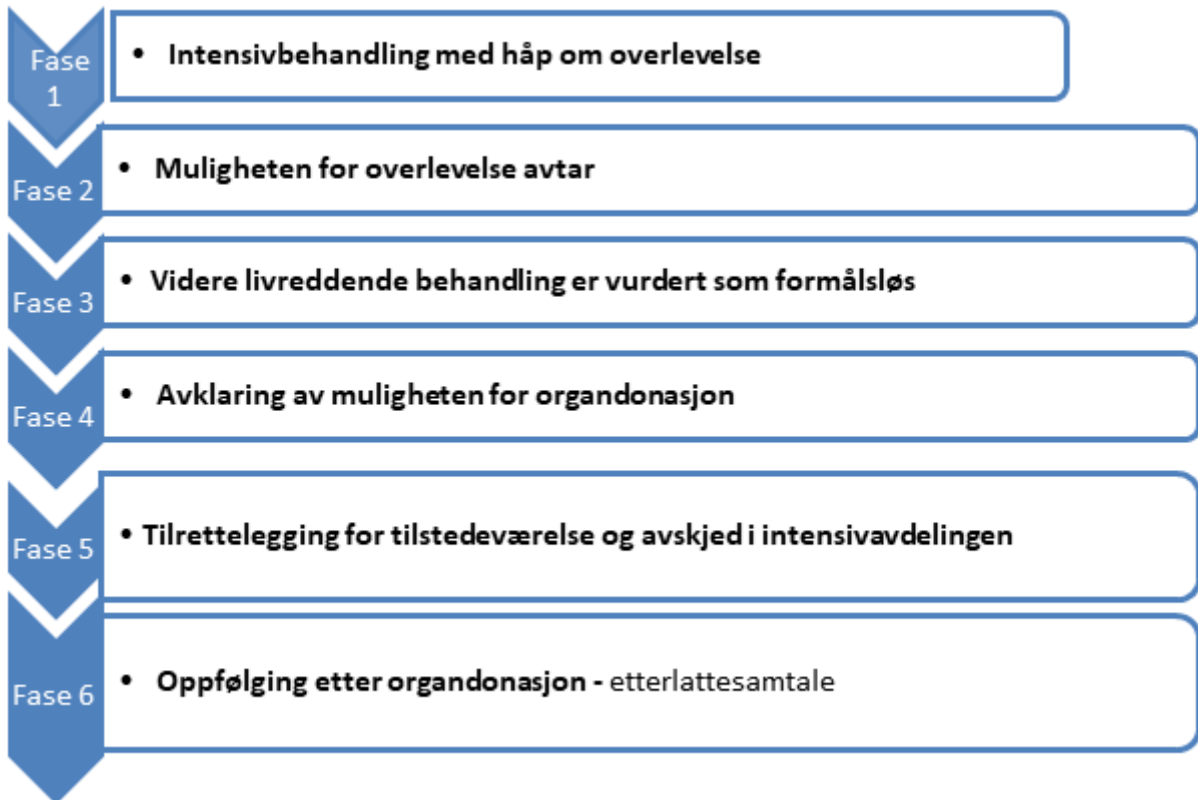 Fase
1
• Intensivbehandling med håp om overlevelse
Fase 2
• Muligheten for overlevelse avtar
Fase 3
• Videre livreddende behandling er vurdert som formålsløs
Fase 4
• Avklaring av muligheten for organdonasjon
Fase 5
• Tilrettelegging for tilstedeværelse og avskjed i intensivavdelingen
Fase 6
• Oppfølging etter organdonasjon - etterlattesamtale